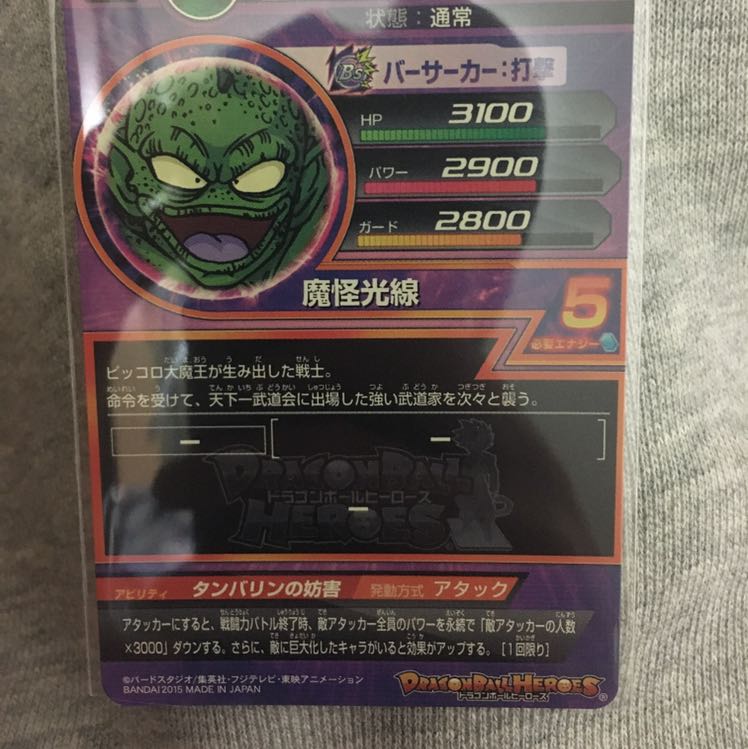 状態：通常
Bs バーサーカー：打撃
HP 3100
パワー 2900
ガード 2800
魔怪光線
5
必要エナジー
ピッコロ大魔王が生み出した戦士。
命令を受けて、天下一武道会に出場した強い武道家を次々と襲う。
ー
ー
DRAGON BALL
ドラゴンボールヒーローズ
HEROES
ー
アビリティ タンバリンの妨害 発動方式 アタック
アタッカーにすると、戦闘力バトル終了時、敵アタッカー全員のパワーを永続で「敵アタッカーの人数
×3000」ダウンする。さらに、敵に巨大化したキャラがいると効果がアップする。[1回限り]
©バードスタジオ/集英社・フジテレビ・東映アニメーション
BANDAI 2015 MADE IN JAPAN
DRAGON BALL HEROES
ドラゴンボールヒーローズ
®